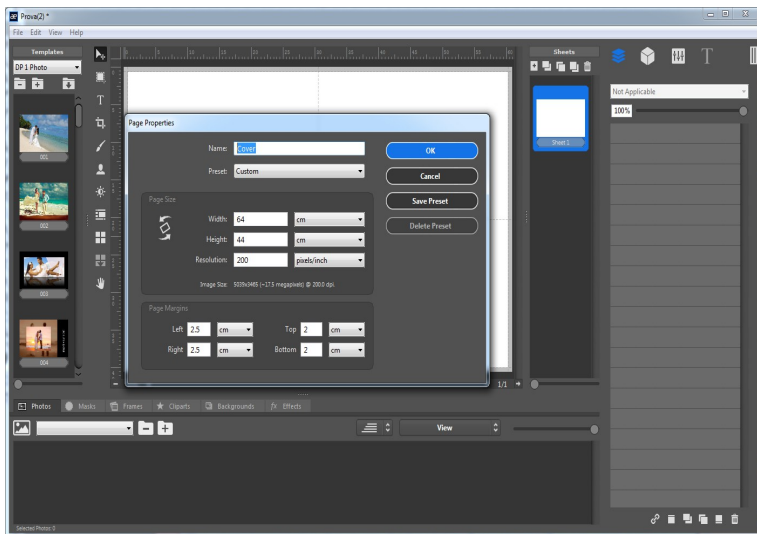 Prova(2) *
File Edit View Help
Templates
DP 1 Photo
001
002
003
004
Page Properties
Name: Cover
Preset: Custom
Page Size
Width: 64 cm
Height: 44 cm
Resolution: 200 pixels/inch
Image Size: 5039x3465 (~17.5 megapixels) @ 200.0 dpi.
Page Margins
Left 2.5 cm Top 2 cm
Right 2.5 cm Bottom 2 cm
OK
Cancel
Save Preset
Delete Preset
1/1
Sheets
Sheet 1
Not Applicable
100%
Photos Masks Frames Cliparts Backgrounds fx Effects
View
Selected Photos: 0